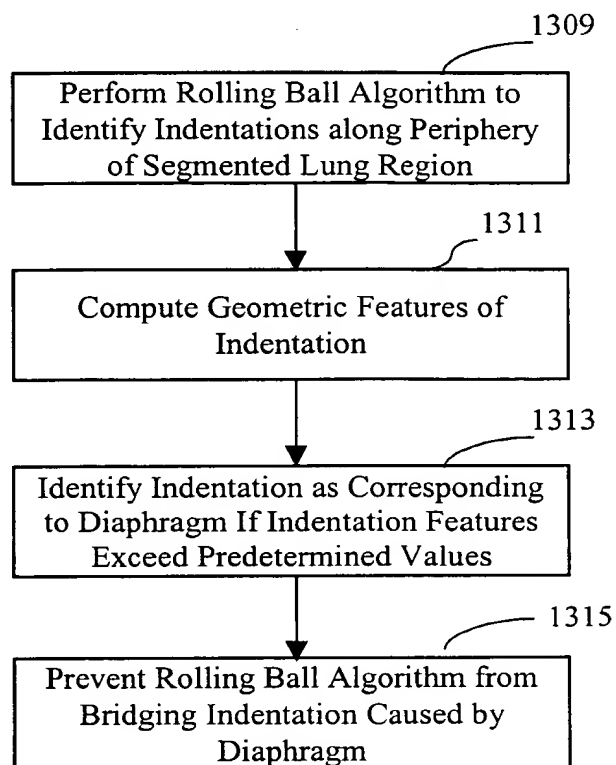 1309
Perform Rolling Ball Algorithm to
Identify Indentations along Periphery
of Segmented Lung Region
1311
Compute Geometric Features of
Indentation
1313
Identify Indentation as Corresponding
to Diaphragm If Indentation Features
Exceed Predetermined Values
1315
Prevent Rolling Ball Algorithm from
Bridging Indentation Caused by
Diaphragm